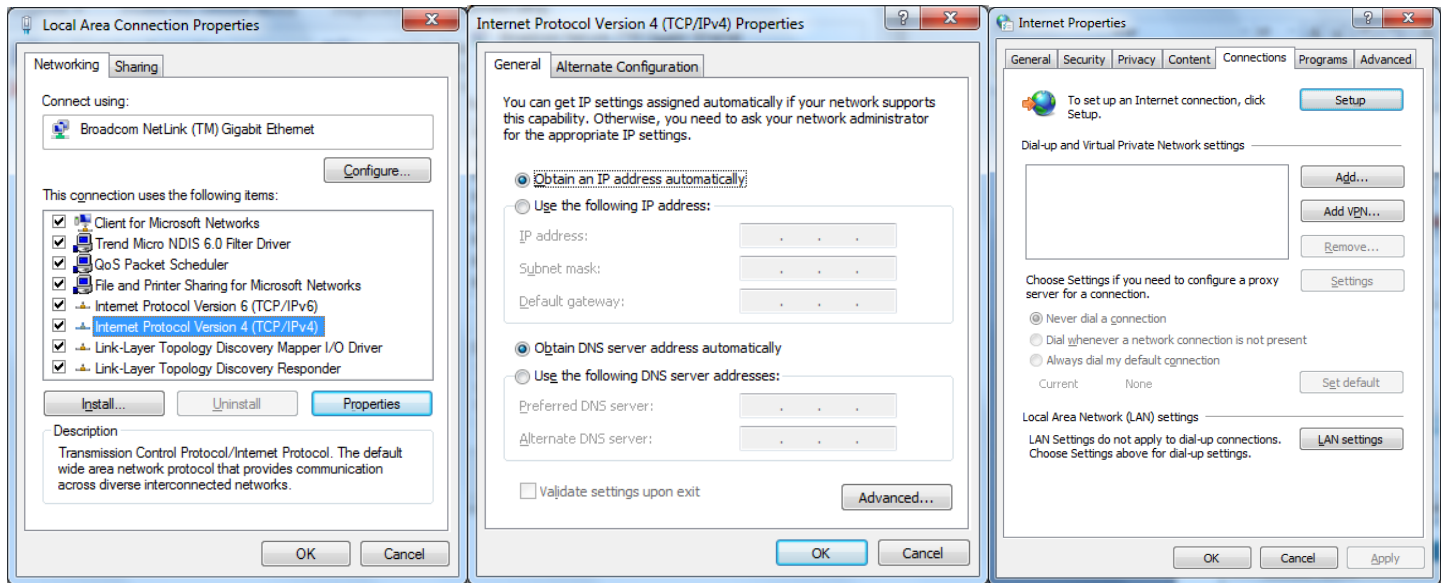 Local Area Connection Properties
Networking
Sharing
Connect using:
Broadcom NetLink (TM) Gigabit Ethernet
Configure...
This connection uses the following items:
Client for Microsoft Networks
Trend Micro NDIS 6.0 Filter Driver
QoS Packet Scheduler
File and Printer Sharing for Microsoft Networks
Internet Protocol Version 6 (TCP/IPv6)
Internet Protocol Version 4 (TCP/IPv4)
Link-Layer Topology Discovery Mapper I/O Driver
Link-Layer Topology Discovery Responder
Install...
Uninstall
Properties
Description
Transmission Control Protocol/Internet Protocol. The default
wide area network protocol that provides communication
across diverse interconnected networks.
OK
Cancel
Internet Protocol Version 4 (TCP/IPv4) Properties
General
Alternate Configuration
You can get IP settings assigned automatically if your network supports
this capability. Otherwise, you need to ask your network administrator
for the appropriate IP settings.
Obtain an IP address automatically
Use the following IP address:
IP address:
Subnet mask:
Default gateway:
Obtain DNS server address automatically
Use the following DNS server addresses:
Preferred DNS server:
Alternate DNS server:
Validate settings upon exit
Advanced...
OK
Cancel
Internet Properties
General
Security
Privacy
Content
Connections
Programs
Advanced
To set up an Internet connection, click
Setup.
Setup
Dial-up and Virtual Private Network settings
Add...
Add VPN...
Remove...
Choose Settings if you need to configure a proxy
server for a connection.
Settings
Never dial a connection
Dial whenever a network connection is not present
Always dial my default connection
Current
None
Set default
Local Area Network (LAN) settings
LAN Settings do not apply to dial-up connections.
Choose Settings above for dial-up settings.
LAN settings
OK
Cancel
Apply